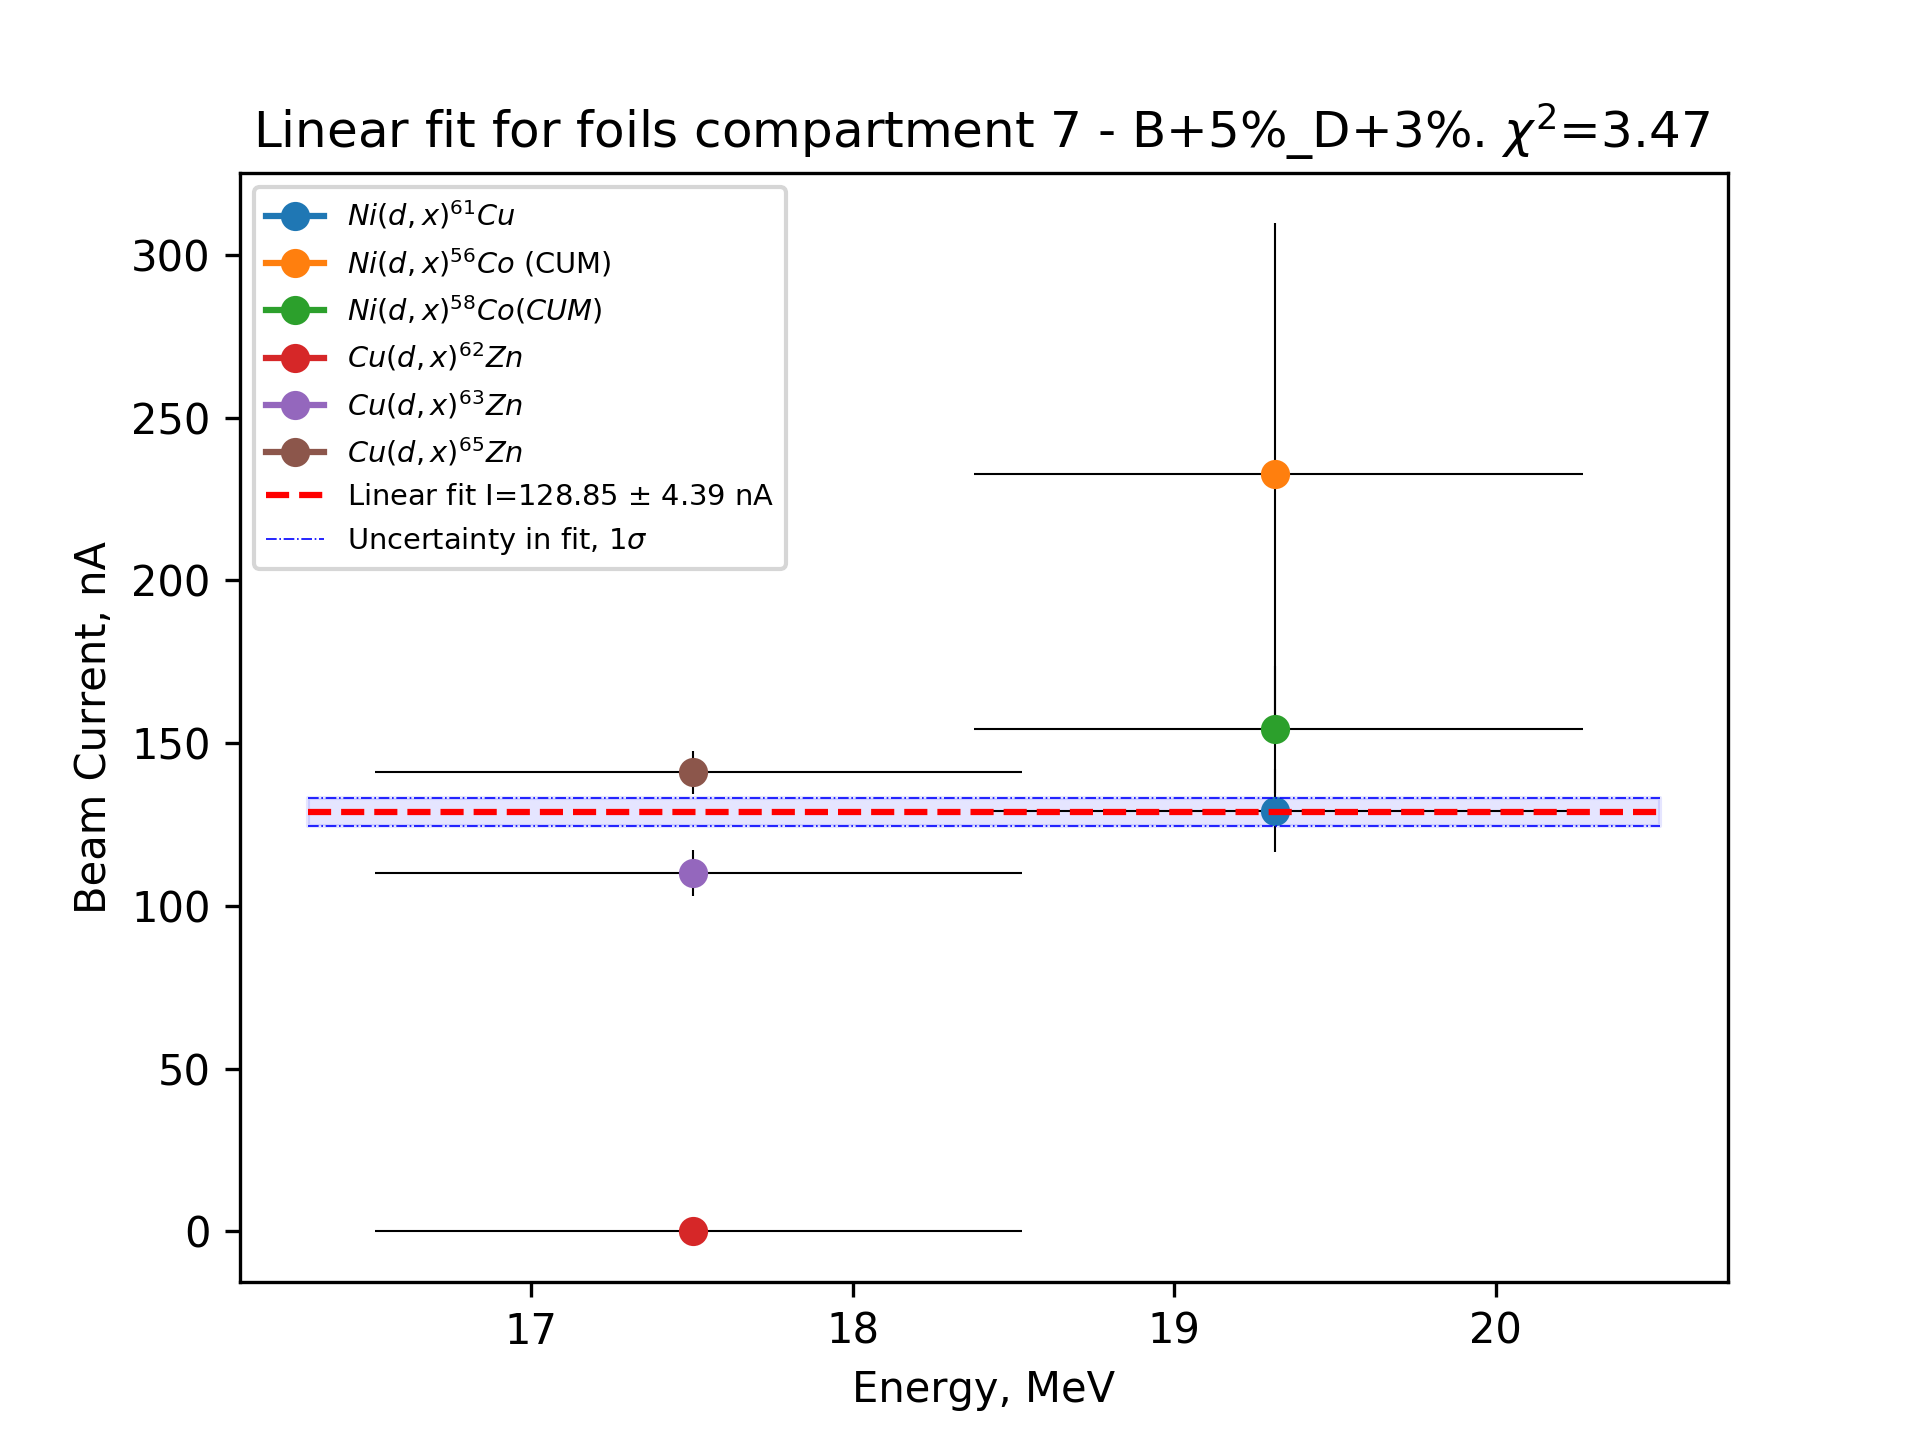 Linear fit for foils compartment 7 - B+5%_D+3%. χ²=3.47
Ni(d, x)⁶¹Cu
Ni(d, x)⁵⁶Co (CUM)
Ni(d, x)⁵⁸Co(CUM)
Cu(d, x)⁶²Zn
Cu(d, x)⁶³Zn
Cu(d, x)⁶⁵Zn
Linear fit I=128.85 ± 4.39 nA
Uncertainty in fit, 1σ
Beam Current, nA
300
250
200
150
100
50
0
17 18 19 20
Energy, MeV